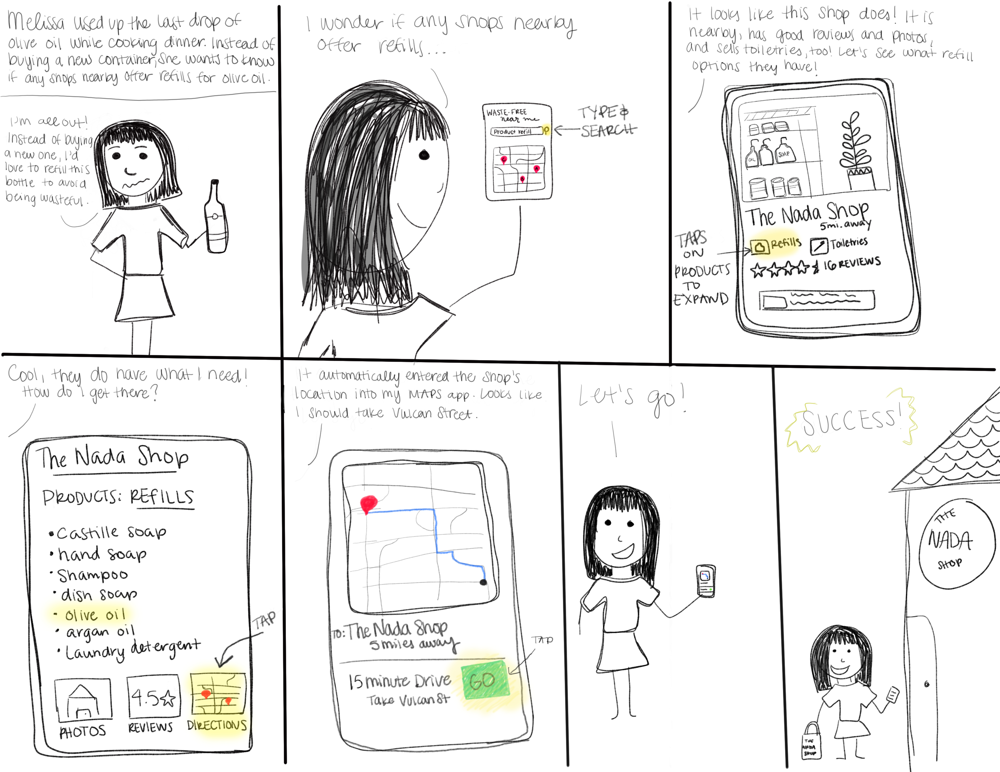 Melissa used up the last drop of
olive oil while cooking dinner. Instead of
buying a new container, she wants to know
if any shops nearby offer refills for olive oil.
I'm all out!
Instead of buying
a new one, I'd
love to refill this
bottle to avoid
being wasteful.
I wonder if any shops nearby
offer refills...
WASTE-FREE
near me
Product refill
TYPE &
SEARCH
C
A
B
It looks like this shop does! It is
nearby, has good reviews and photos,
and sells toiletries, too! Let's see what refill
options they have!
OIL
SOAP
The Nada Shop
5mi. away
Refills
Toiletries
16 REVIEWS
TAPS
ON
PRODUCTS
TO
EXPAND
Cool, they do have what I need!
How do I get there?
The Nada Shop
PRODUCTS: REFILLS
• Castille soap
• hand soap
• Shampoo
• dish soap
• olive oil
• argan oil
• Laundry detergent
TAP
4.5☆
PHOTOS
REVIEWS
DIRECTIONS
It automatically entered the shop's
location into my MAPS app. Looks like
I should take Vulcan Street.
TO: The Nada Shop
5 miles away
TAP
15 minute Drive
Take Vulcan St
GO
Let's go!
SUCCESS!
THE
NADA
SHOP
THE
NADA
SHOP